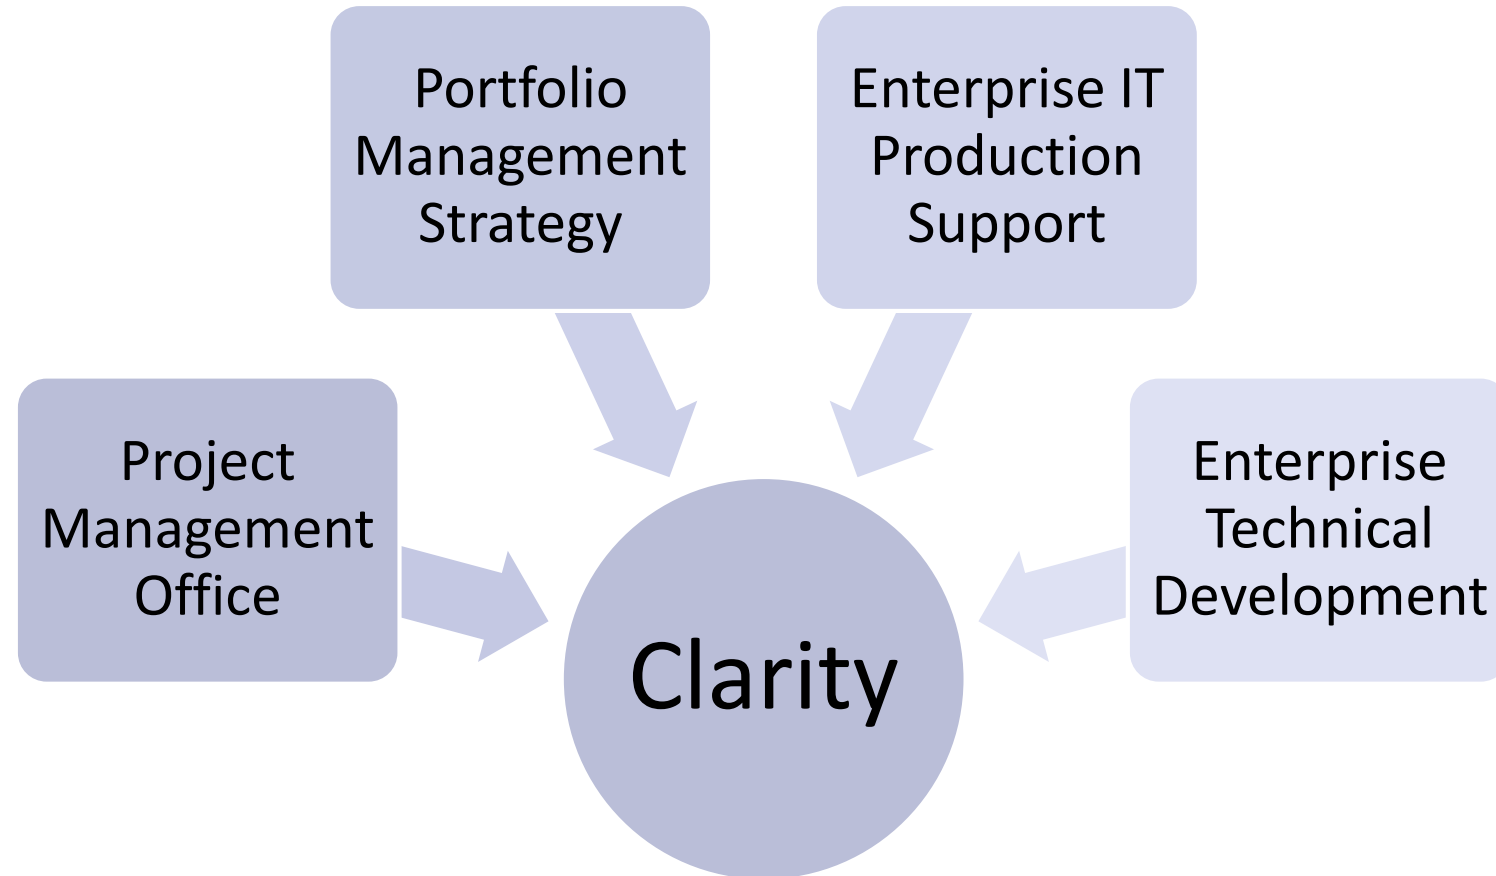 Portfolio
Management
Strategy
Enterprise IT
Production
Support
Project
Management
Office
Enterprise
Technical
Development
Clarity